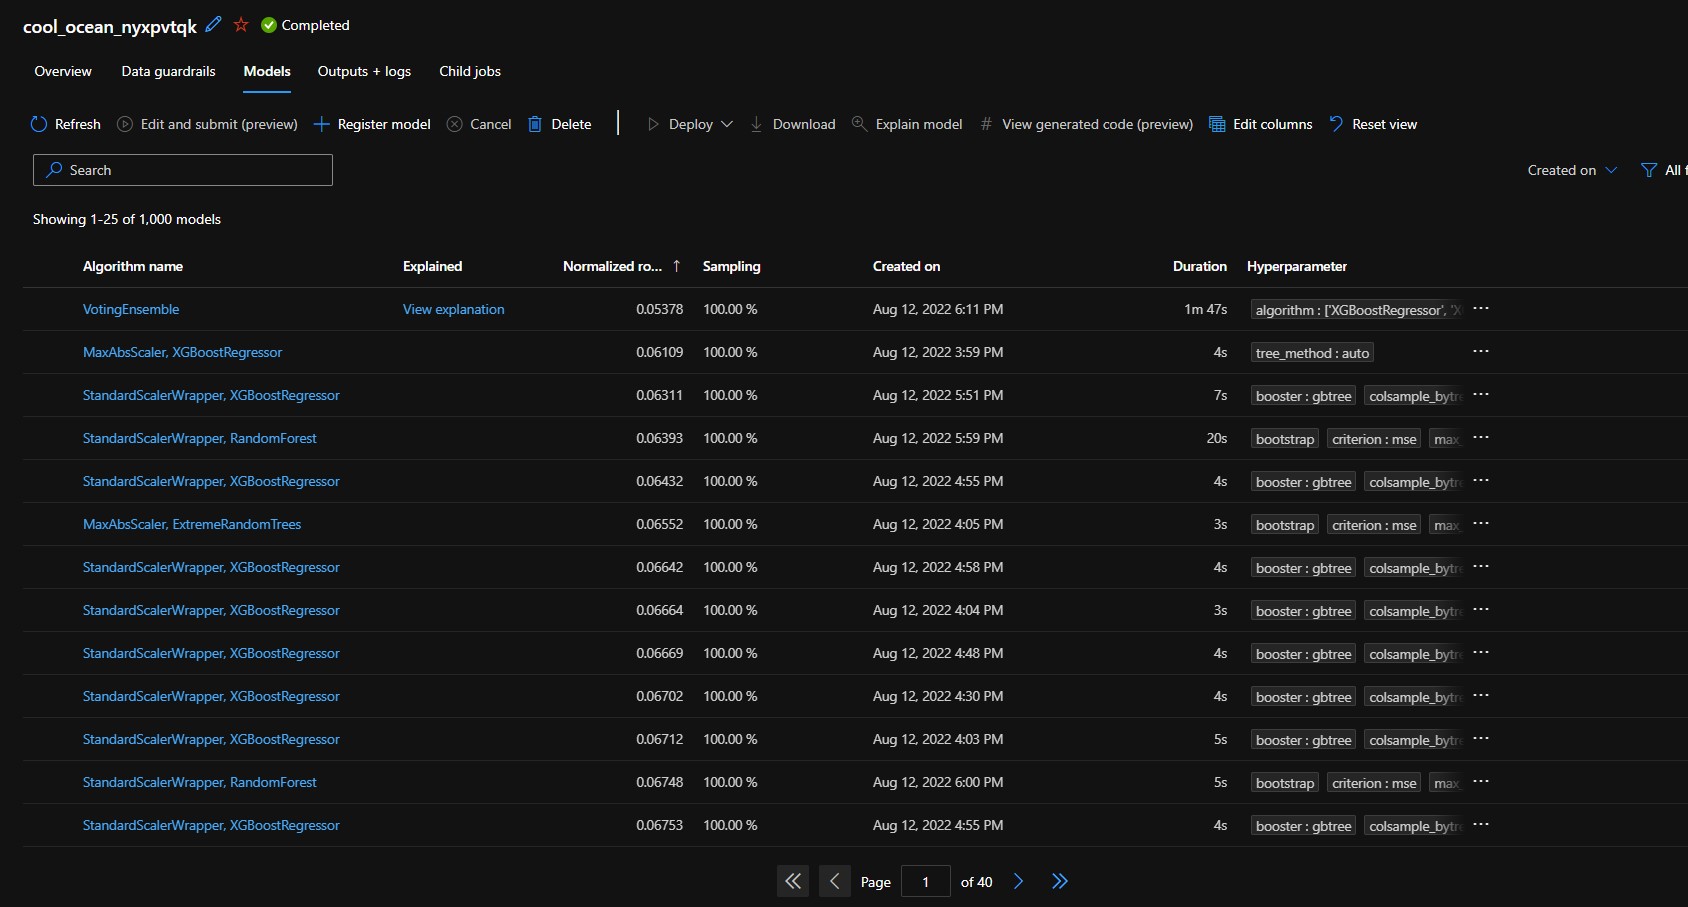 cool_ocean_nyxpvtqk Completed
Overview Data guardrails Models Outputs + logs Child jobs
Refresh Edit and submit (preview) Register model Cancel Delete Deploy Download Explain model # View generated code (preview) Edit columns Reset view
Search Created on All f
Showing 1-25 of 1,000 models
Algorithm name Explained Normalized ro... ↑ Sampling Created on Duration Hyperparameter
VotingEnsemble View explanation 0.05378 100.00 % Aug 12, 2022 6:11 PM 1m 47s algorithm : ['XGBoostRegressor', 'X ...
MaxAbsScaler, XGBoostRegressor 0.06109 100.00 % Aug 12, 2022 3:59 PM 4s tree_method : auto ...
StandardScalerWrapper, XGBoostRegressor 0.06311 100.00 % Aug 12, 2022 5:51 PM 7s booster : gbtree colsample_bytre ...
StandardScalerWrapper, RandomForest 0.06393 100.00 % Aug 12, 2022 5:59 PM 20s bootstrap criterion : mse max_ ...
StandardScalerWrapper, XGBoostRegressor 0.06432 100.00 % Aug 12, 2022 4:55 PM 4s booster : gbtree colsample_bytre ...
MaxAbsScaler, ExtremeRandomTrees 0.06552 100.00 % Aug 12, 2022 4:05 PM 3s bootstrap criterion : mse max_ ...
StandardScalerWrapper, XGBoostRegressor 0.06642 100.00 % Aug 12, 2022 4:58 PM 4s booster : gbtree colsample_bytre ...
StandardScalerWrapper, XGBoostRegressor 0.06664 100.00 % Aug 12, 2022 4:04 PM 3s booster : gbtree colsample_bytre ...
StandardScalerWrapper, XGBoostRegressor 0.06669 100.00 % Aug 12, 2022 4:48 PM 4s booster : gbtree colsample_bytre ...
StandardScalerWrapper, XGBoostRegressor 0.06702 100.00 % Aug 12, 2022 4:30 PM 4s booster : gbtree colsample_bytre ...
StandardScalerWrapper, XGBoostRegressor 0.06712 100.00 % Aug 12, 2022 4:03 PM 5s booster : gbtree colsample_bytre ...
StandardScalerWrapper, RandomForest 0.06748 100.00 % Aug 12, 2022 6:00 PM 5s bootstrap criterion : mse max_ ...
StandardScalerWrapper, XGBoostRegressor 0.06753 100.00 % Aug 12, 2022 4:55 PM 4s booster : gbtree colsample_bytre ...
Page 1 of 40